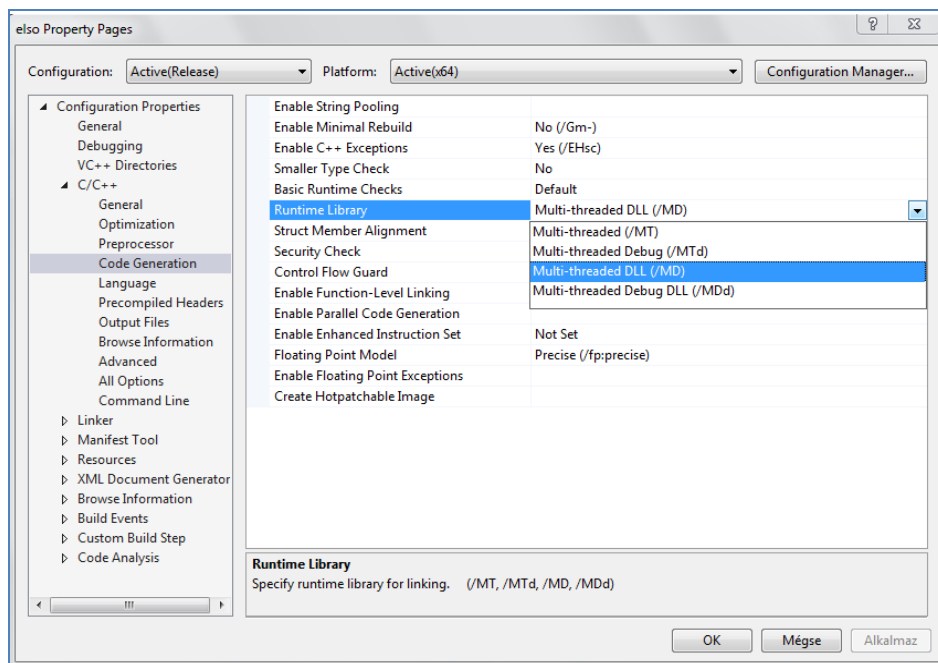 elso Property Pages
Configuration: Active(Release) Platform: Active(x64) Configuration Manager...
Configuration Properties
General
Debugging
VC++ Directories
C/C++
General
Optimization
Preprocessor
Code Generation
Language
Precompiled Headers
Output Files
Browse Information
Advanced
All Options
Command Line
Linker
Manifest Tool
Resources
XML Document Generator
Browse Information
Build Events
Custom Build Step
Code Analysis
Enable String Pooling
Enable Minimal Rebuild No (/Gm-)
Enable C++ Exceptions Yes (/EHsc)
Smaller Type Check No
Basic Runtime Checks Default
Runtime Library Multi-threaded DLL (/MD)
Struct Member Alignment Multi-threaded (/MT)
Security Check Multi-threaded Debug (/MTd)
Control Flow Guard Multi-threaded DLL (/MD)
Enable Function-Level Linking Multi-threaded Debug DLL (/MDd)
Enable Parallel Code Generation
Enable Enhanced Instruction Set Not Set
Floating Point Model Precise (/fp:precise)
Enable Floating Point Exceptions
Create Hotpatchable Image
Runtime Library
Specify runtime library for linking. (/MT, /MTd, /MD, /MDd)
OK Mégse Alkalmaz